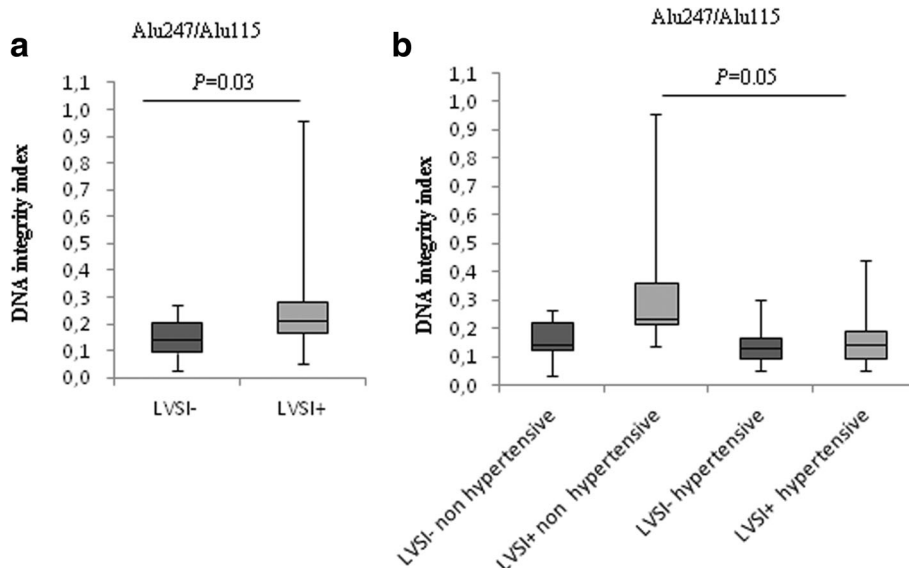 a
Alu247/Alu115
P=0.03
DNA integrity index
1,1
1,0
0,9
0,8
0,7
0,6
0,5
0,4
0,3
0,2
0,1
0,0
LVSI-
LVSI+
b
Alu247/Alu115
P=0.05
DNA integrity index
1,1
1,0
0,9
0,8
0,7
0,6
0,5
0,4
0,3
0,2
0,1
0,0
LVSI- non hypertensive
LVSI+ non hypertensive
LVSI- hypertensive
LVSI+ hypertensive